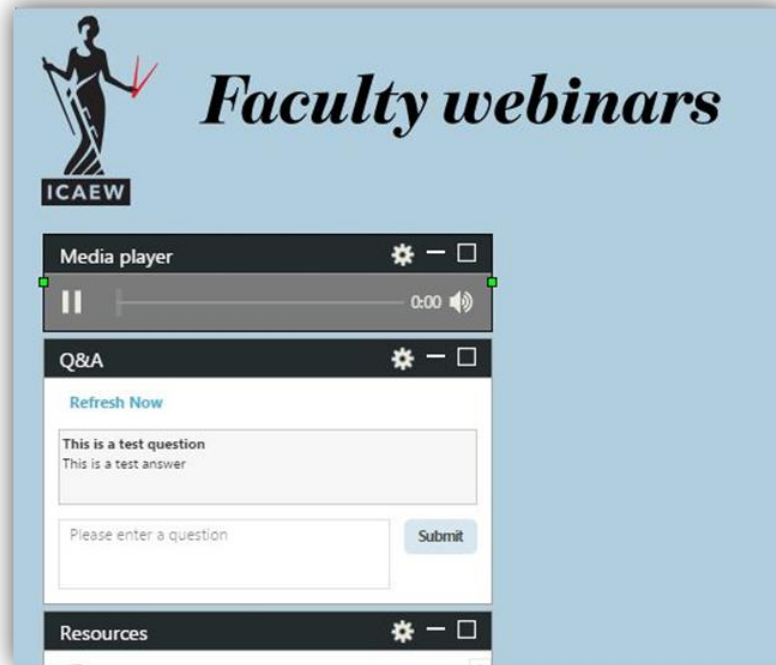 Faculty webinars
ICAEW
Media player
0:00
Q&A
Refresh Now
This is a test question
This is a test answer
Please enter a question
Submit
Resources